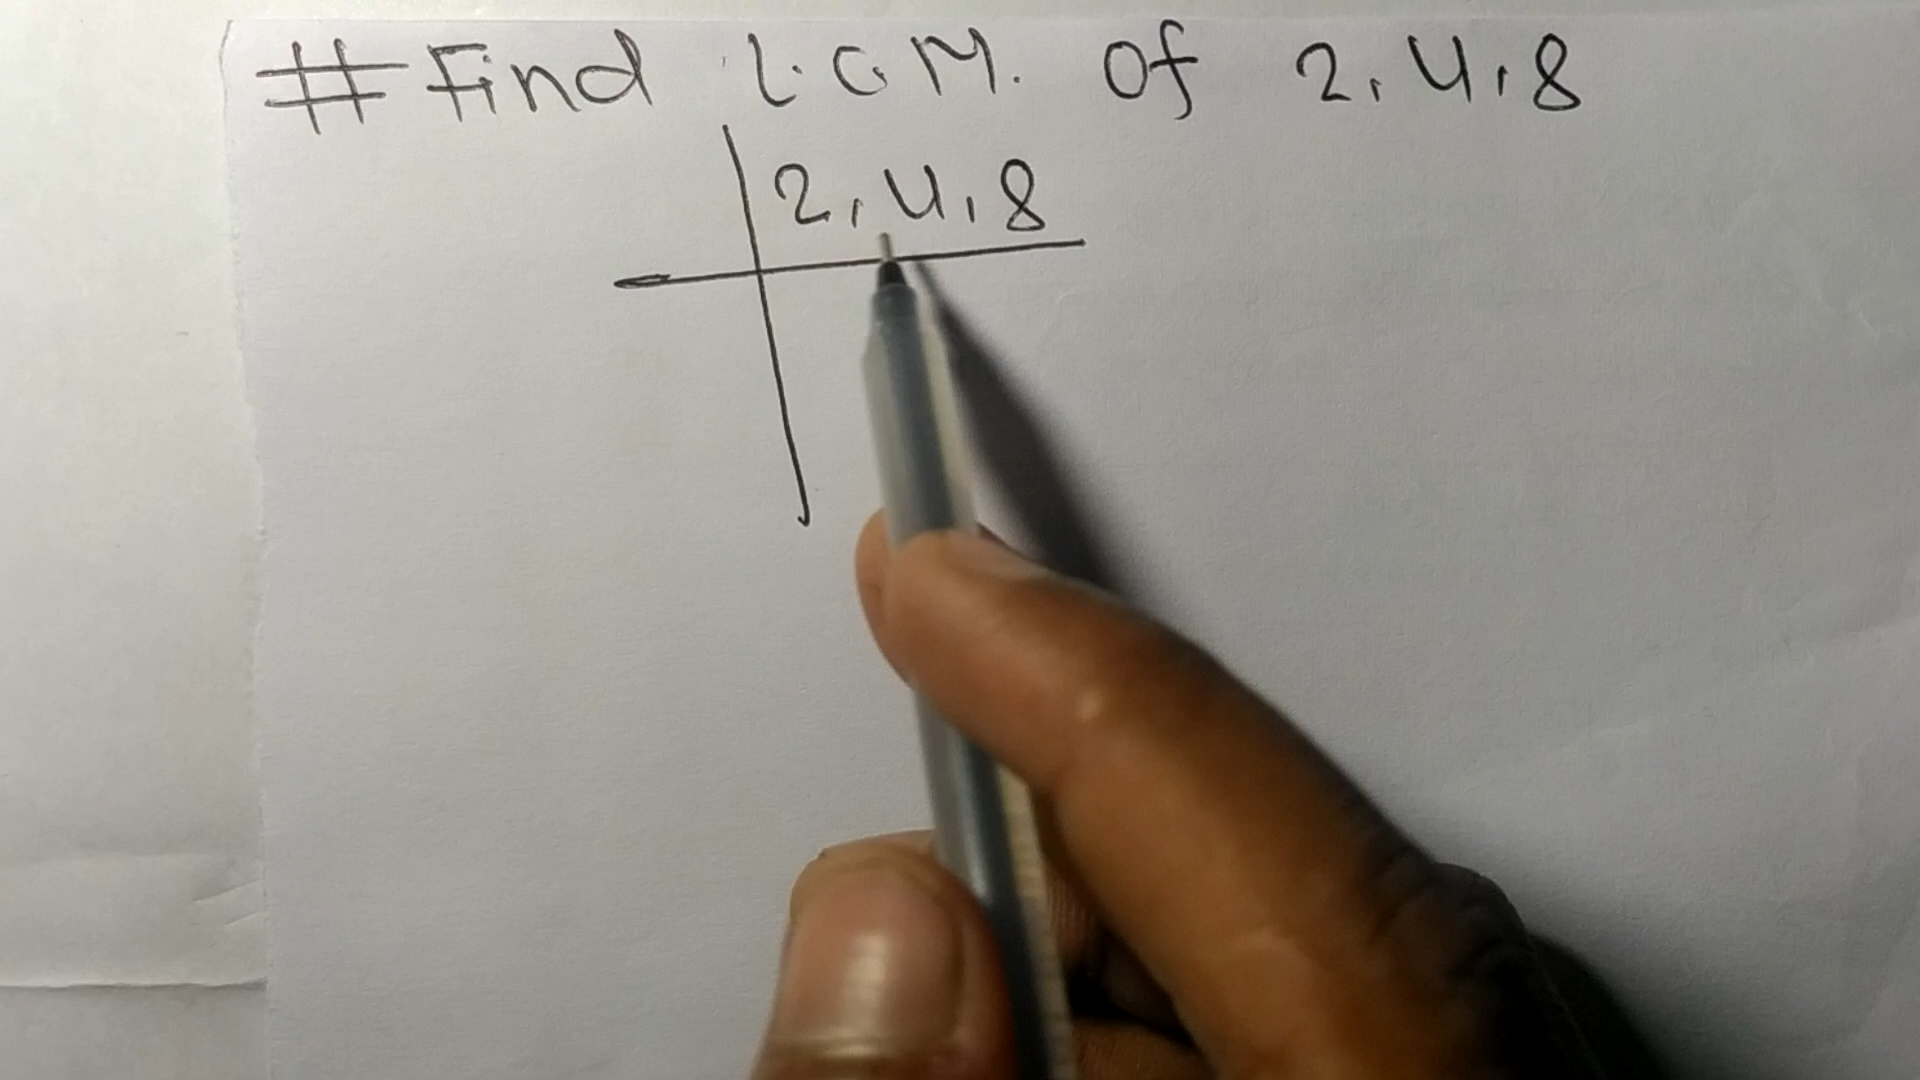 # Find L.C.M. Of 2, 4, 8
2, 4, 8